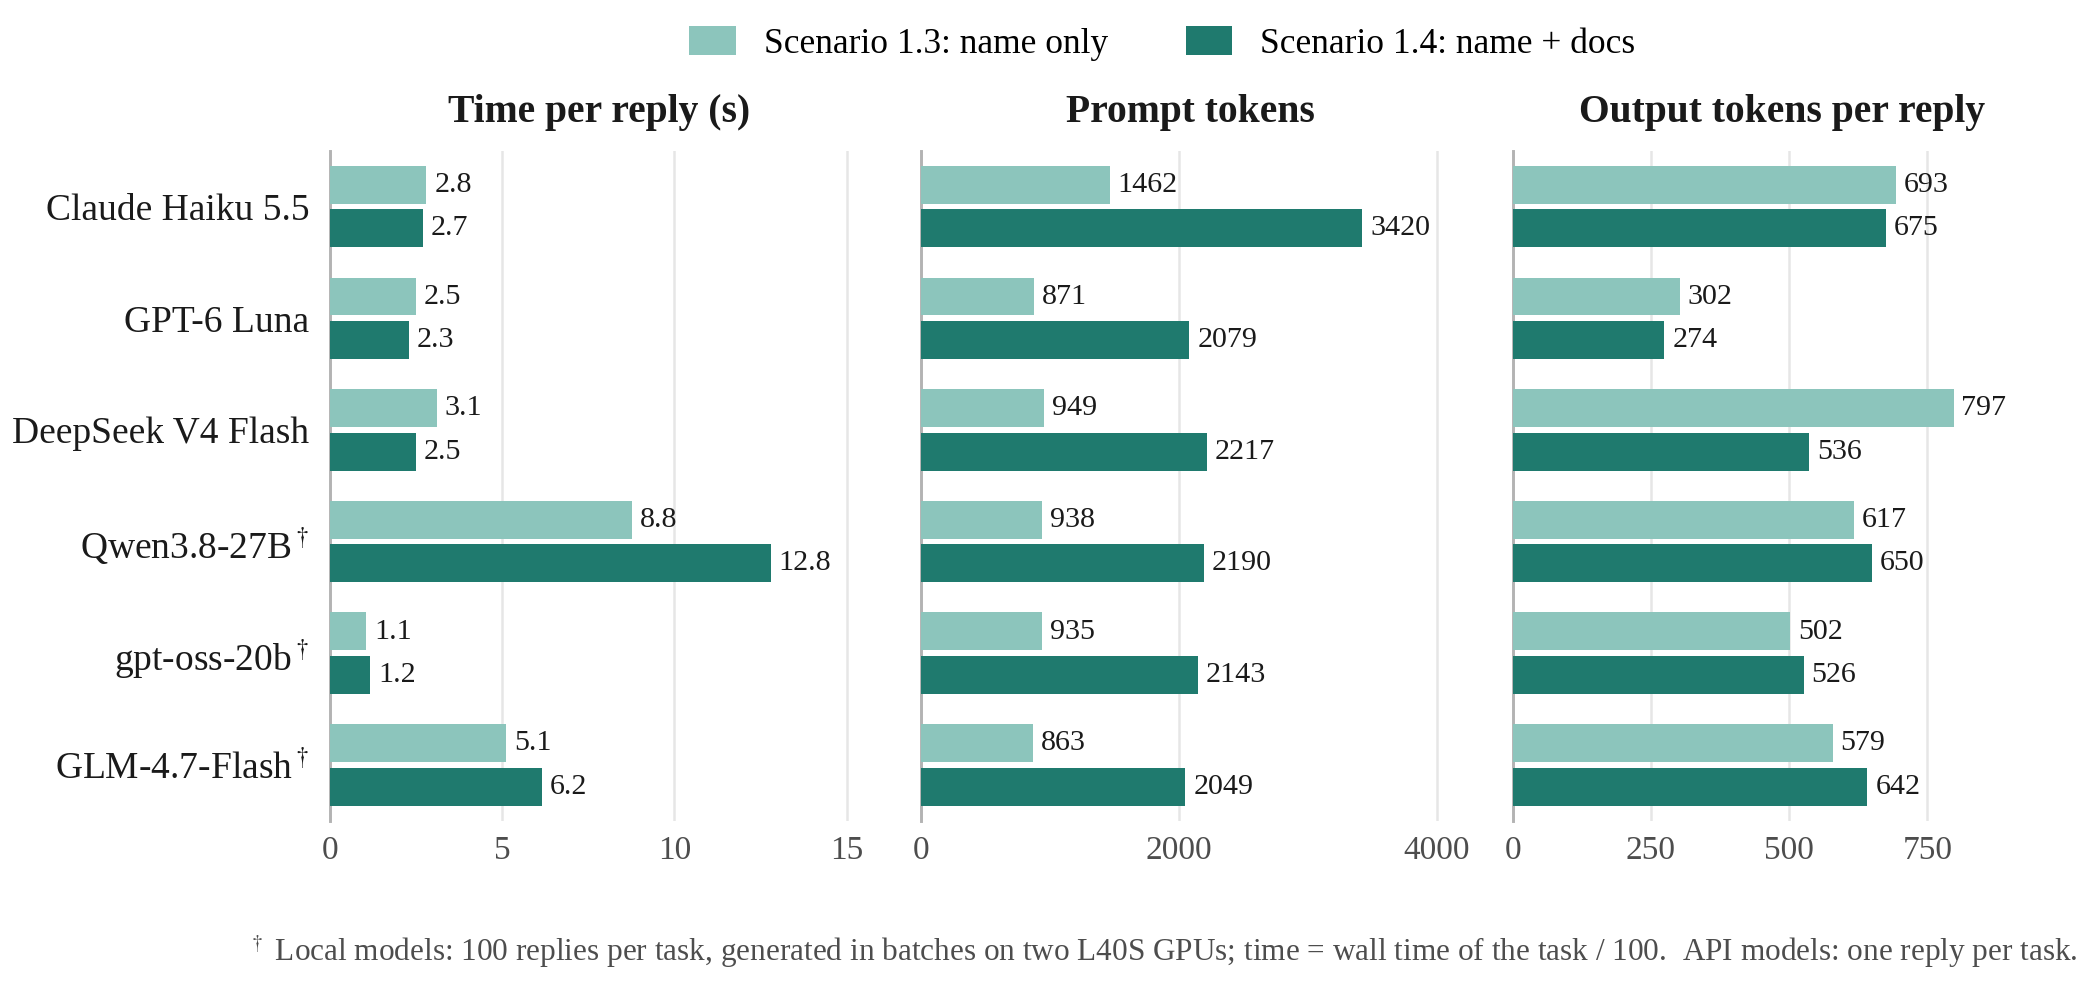 Scenario 1.3: name only Scenario 1.4: name + docs
Time per reply (s) Prompt tokens Output tokens per reply
Claude Haiku 5.5 2.8 1462 693
2.7 3420 675
GPT-6 Luna 2.5 871 302
2.3 2079 274
DeepSeek V4 Flash 3.1 949 797
2.5 2217 536
Qwen3.8-27B † 8.8 938 617
12.8 2190 650
gpt-oss-20b † 1.1 935 502
1.2 2143 526
GLM-4.7-Flash † 5.1 863 579
6.2 2049 642
0 5 10 15 0 2000 4000 0 250 500 750
† Local models: 100 replies per task, generated in batches on two L40S GPUs; time = wall time of the task / 100. API models: one reply per task.